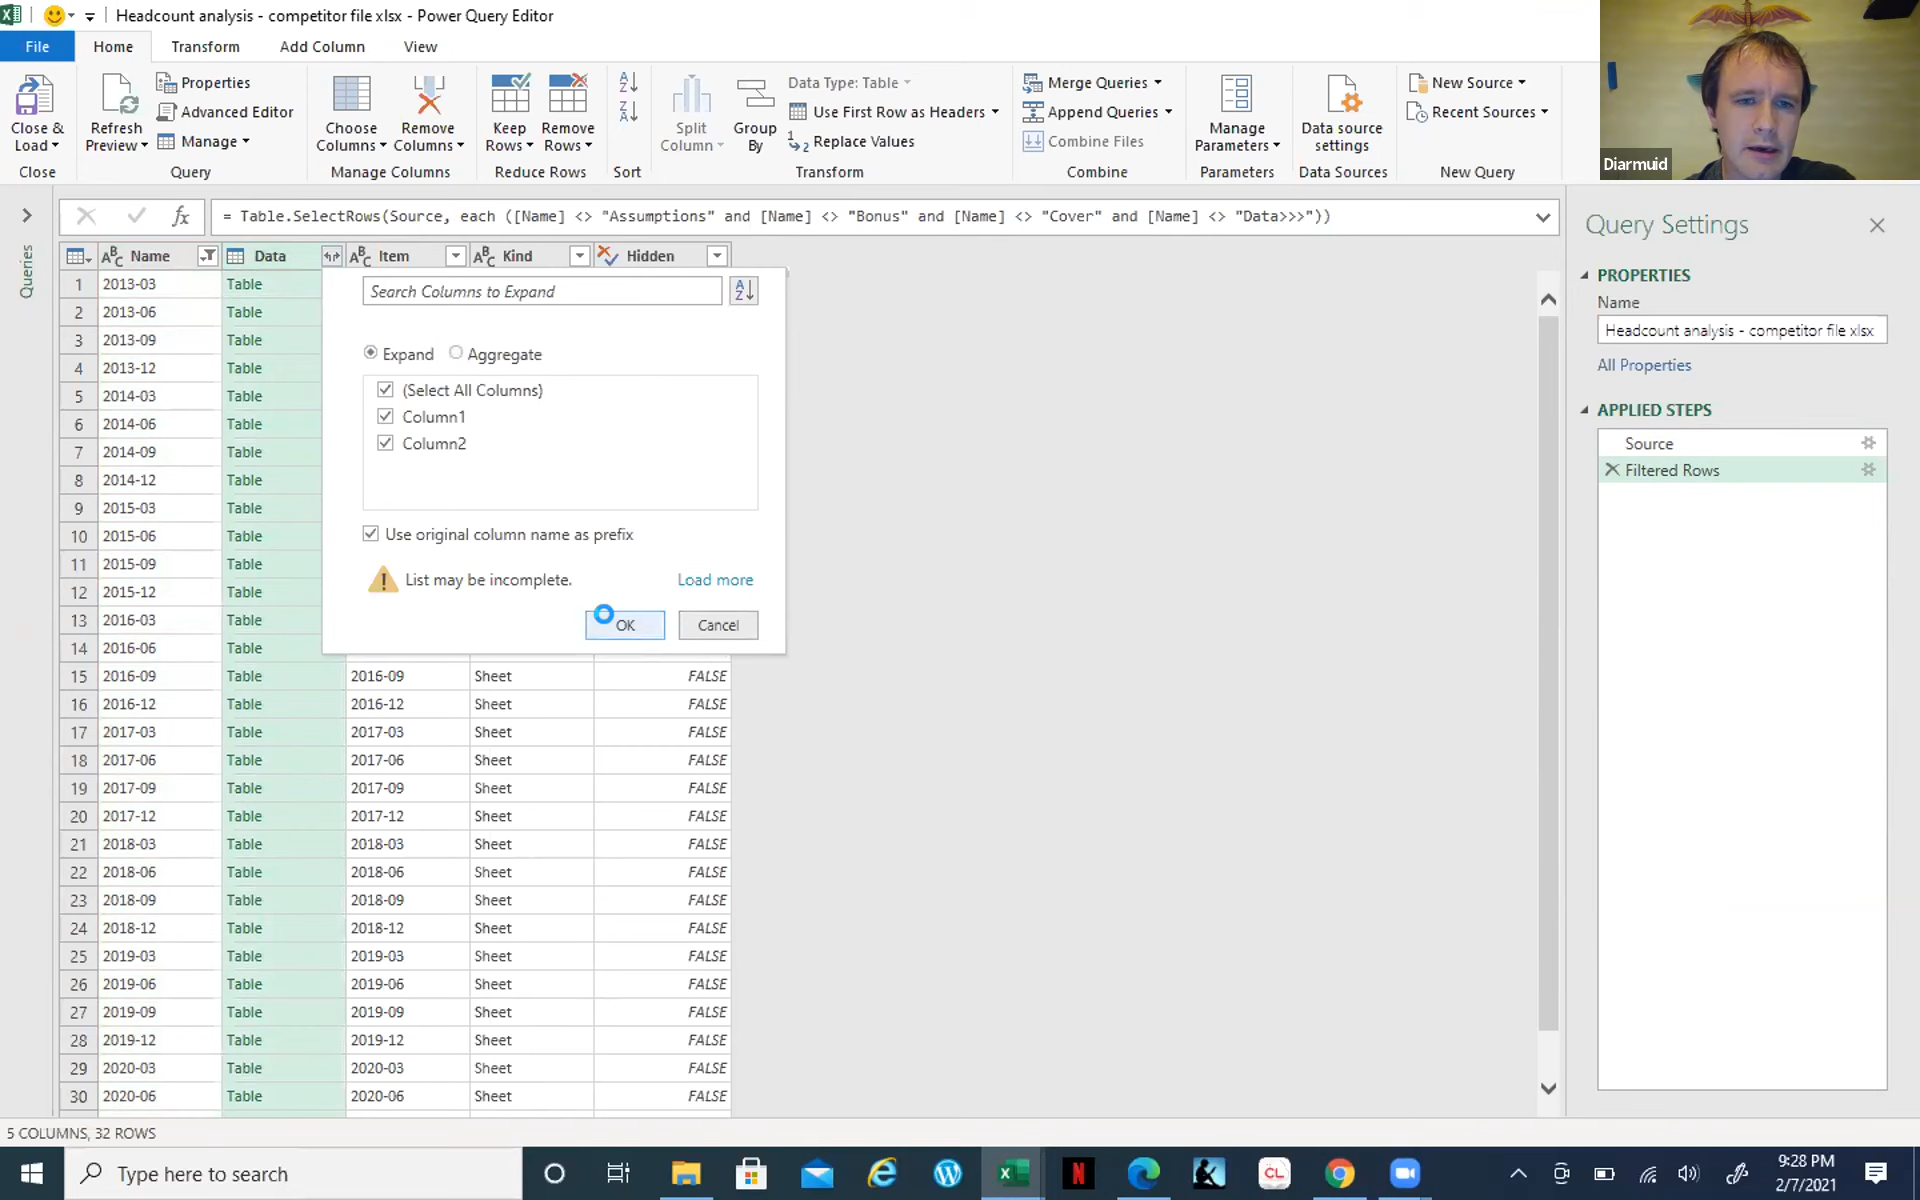 Headcount analysis - competitor file xlsx - Power Query Editor
File
Home
Transform
Add Column
View
Close & Load
Close
Refresh Preview
Properties
Advanced Editor
Manage
Query
Choose Columns
Remove Columns
Manage Columns
Keep Rows
Remove Rows
Reduce Rows
Sort
Split Column
Group By
Data Type: Table
Use First Row as Headers
Replace Values
Transform
Merge Queries
Append Queries
Combine Files
Combine
Manage Parameters
Parameters
Data source settings
Data Sources
New Source
Recent Sources
New Query
Diarmuid
fx
= Table.SelectRows(Source, each ([Name] <> "Assumptions" and [Name] <> "Bonus" and [Name] <> "Cover" and [Name] <> "Data>>>"))
Queries
Name Data Item Kind Hidden
1 2013-03 Table
2 2013-06 Table
3 2013-09 Table
4 2013-12 Table
5 2014-03 Table
6 2014-06 Table
7 2014-09 Table
8 2014-12 Table
9 2015-03 Table
10 2015-06 Table
11 2015-09 Table
12 2015-12 Table
13 2016-03 Table
14 2016-06 Table
15 2016-09 Table 2016-09 Sheet FALSE
16 2016-12 Table 2016-12 Sheet FALSE
17 2017-03 Table 2017-03 Sheet FALSE
18 2017-06 Table 2017-06 Sheet FALSE
19 2017-09 Table 2017-09 Sheet FALSE
20 2017-12 Table 2017-12 Sheet FALSE
21 2018-03 Table 2018-03 Sheet FALSE
22 2018-06 Table 2018-06 Sheet FALSE
23 2018-09 Table 2018-09 Sheet FALSE
24 2018-12 Table 2018-12 Sheet FALSE
25 2019-03 Table 2019-03 Sheet FALSE
26 2019-06 Table 2019-06 Sheet FALSE
27 2019-09 Table 2019-09 Sheet FALSE
28 2019-12 Table 2019-12 Sheet FALSE
29 2020-03 Table 2020-03 Sheet FALSE
30 2020-06 Table 2020-06 Sheet FALSE
Search Columns to Expand
Expand Aggregate
(Select All Columns)
Column1
Column2
Use original column name as prefix
List may be incomplete. Load more
OK Cancel
Query Settings
PROPERTIES
Name
Headcount analysis - competitor file xlsx
All Properties
APPLIED STEPS
Source
Filtered Rows
5 COLUMNS, 32 ROWS
Type here to search
CL
9:28 PM
2/7/2021